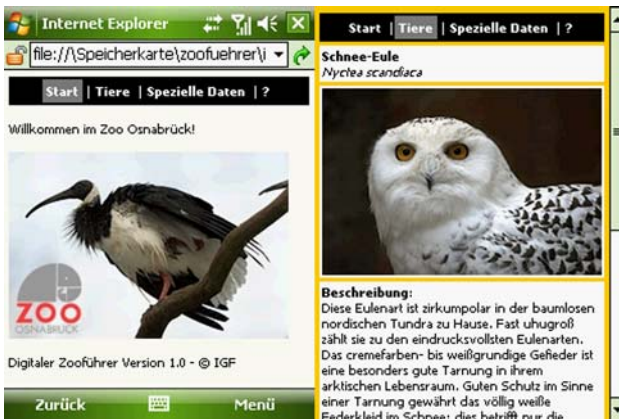 Internet Explorer
file://\Speicherkarte\zoofuehrer\i
Start | Tiere | Spezielle Daten | ?
Willkommen im Zoo Osnabrück!
ZOO
OSNABRÜCK
Digitaler Zooführer Version 1.0 - © IGF
Zurück Menü
Start | Tiere | Spezielle Daten | ?
Schnee-Eule
Nyctea scandiaca
Beschreibung:
Diese Eulenart ist zirkumpolar in der baumlosen
nordischen Tundra zu Hause. Fast uhugroß
zählt sie zu den eindrucksvollsten Eulenarten.
Das cremefarben- bis weißgrundige Gefieder ist
eine besonders gute Tarnung in ihrem
arktischen Lebensraum. Guten Schutz im Sinne
einer Tarnung gewährt das völlig weiße
Federkleid im Schnee; dies betrifft nur die